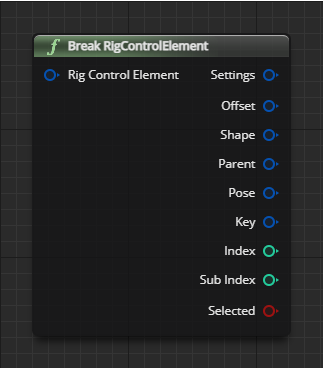 f Break RigControlElement
Rig Control Element Settings
Offset
Shape
Parent
Pose
Key
Index
Sub Index
Selected